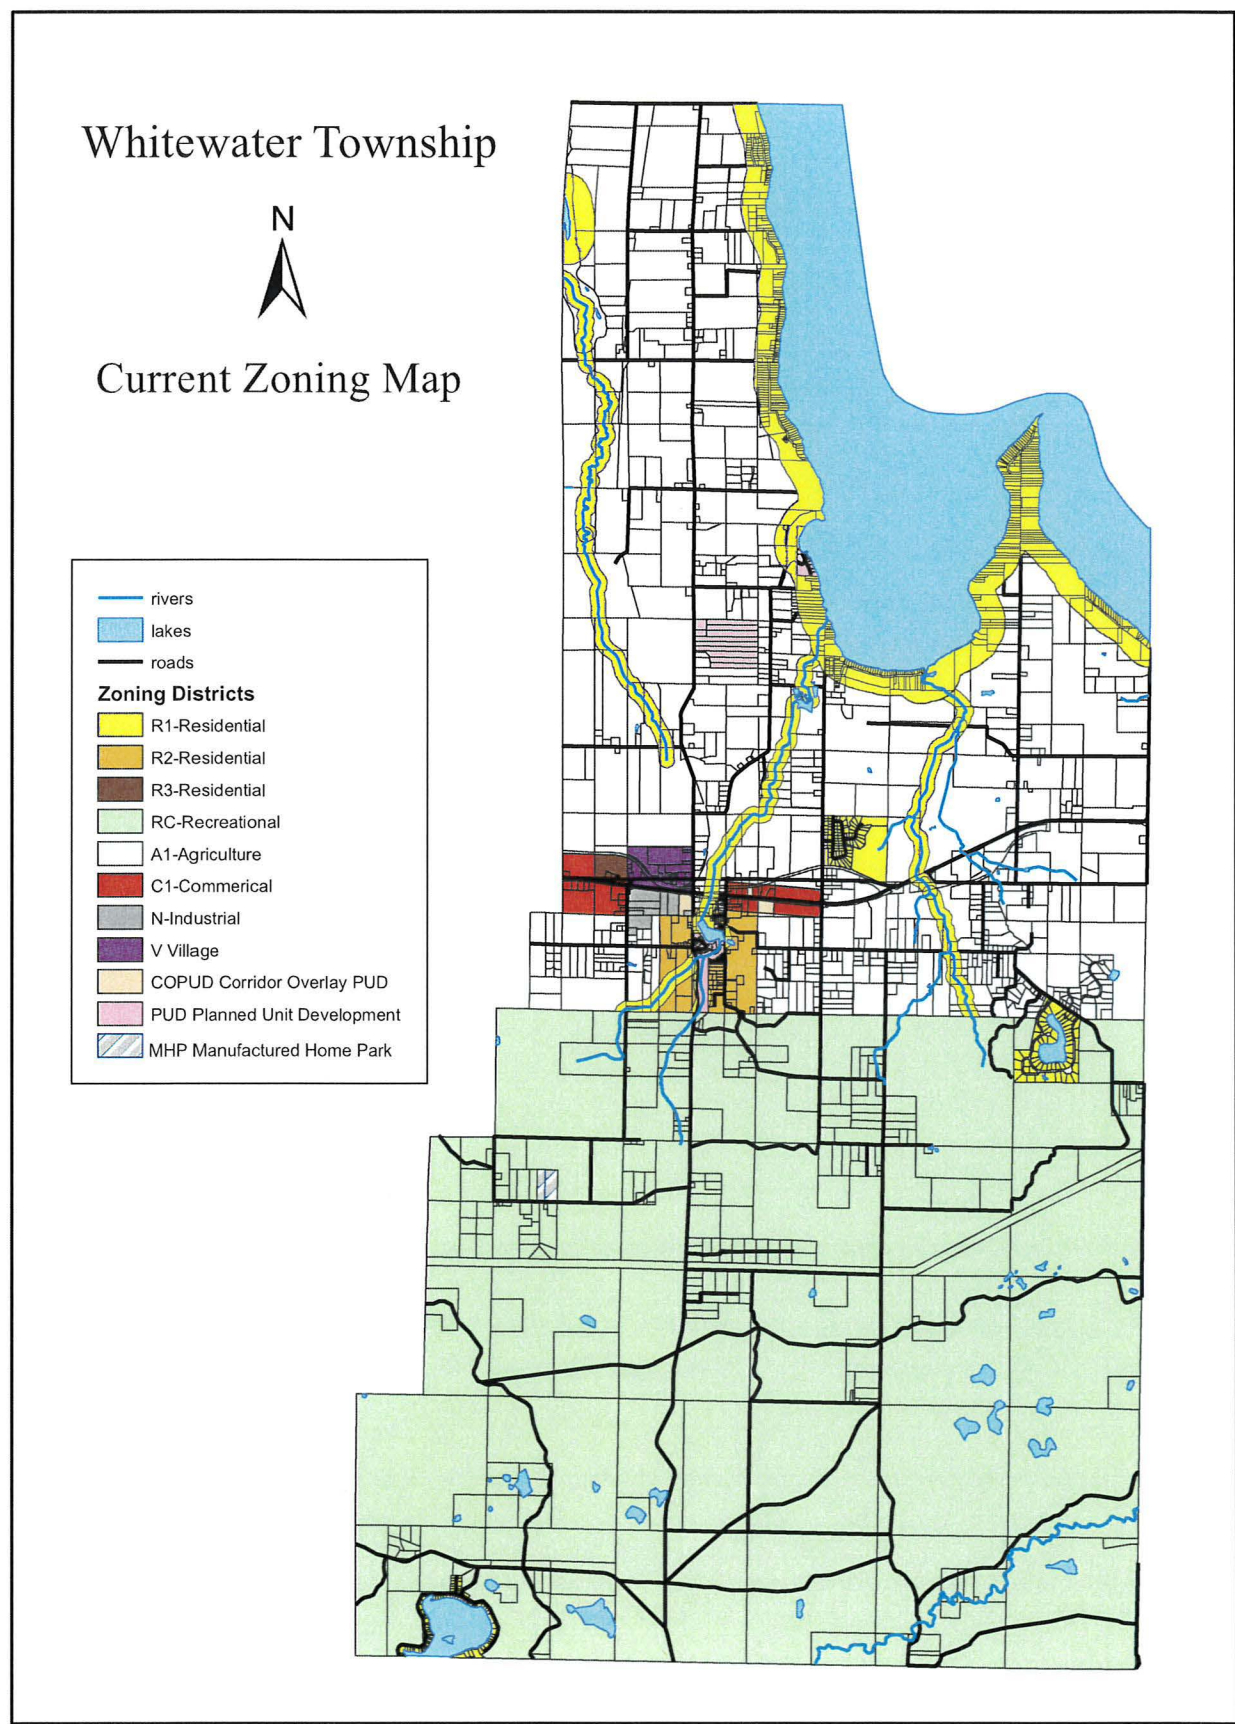 Whitewater Township
N
Current Zoning Map
rivers
lakes
roads
Zoning Districts
R1-Residential
R2-Residential
R3-Residential
RC-Recreational
A1-Agriculture
C1-Commerical
N-Industrial
V Village
COPUD Corridor Overlay PUD
PUD Planned Unit Development
MHP Manufactured Home Park